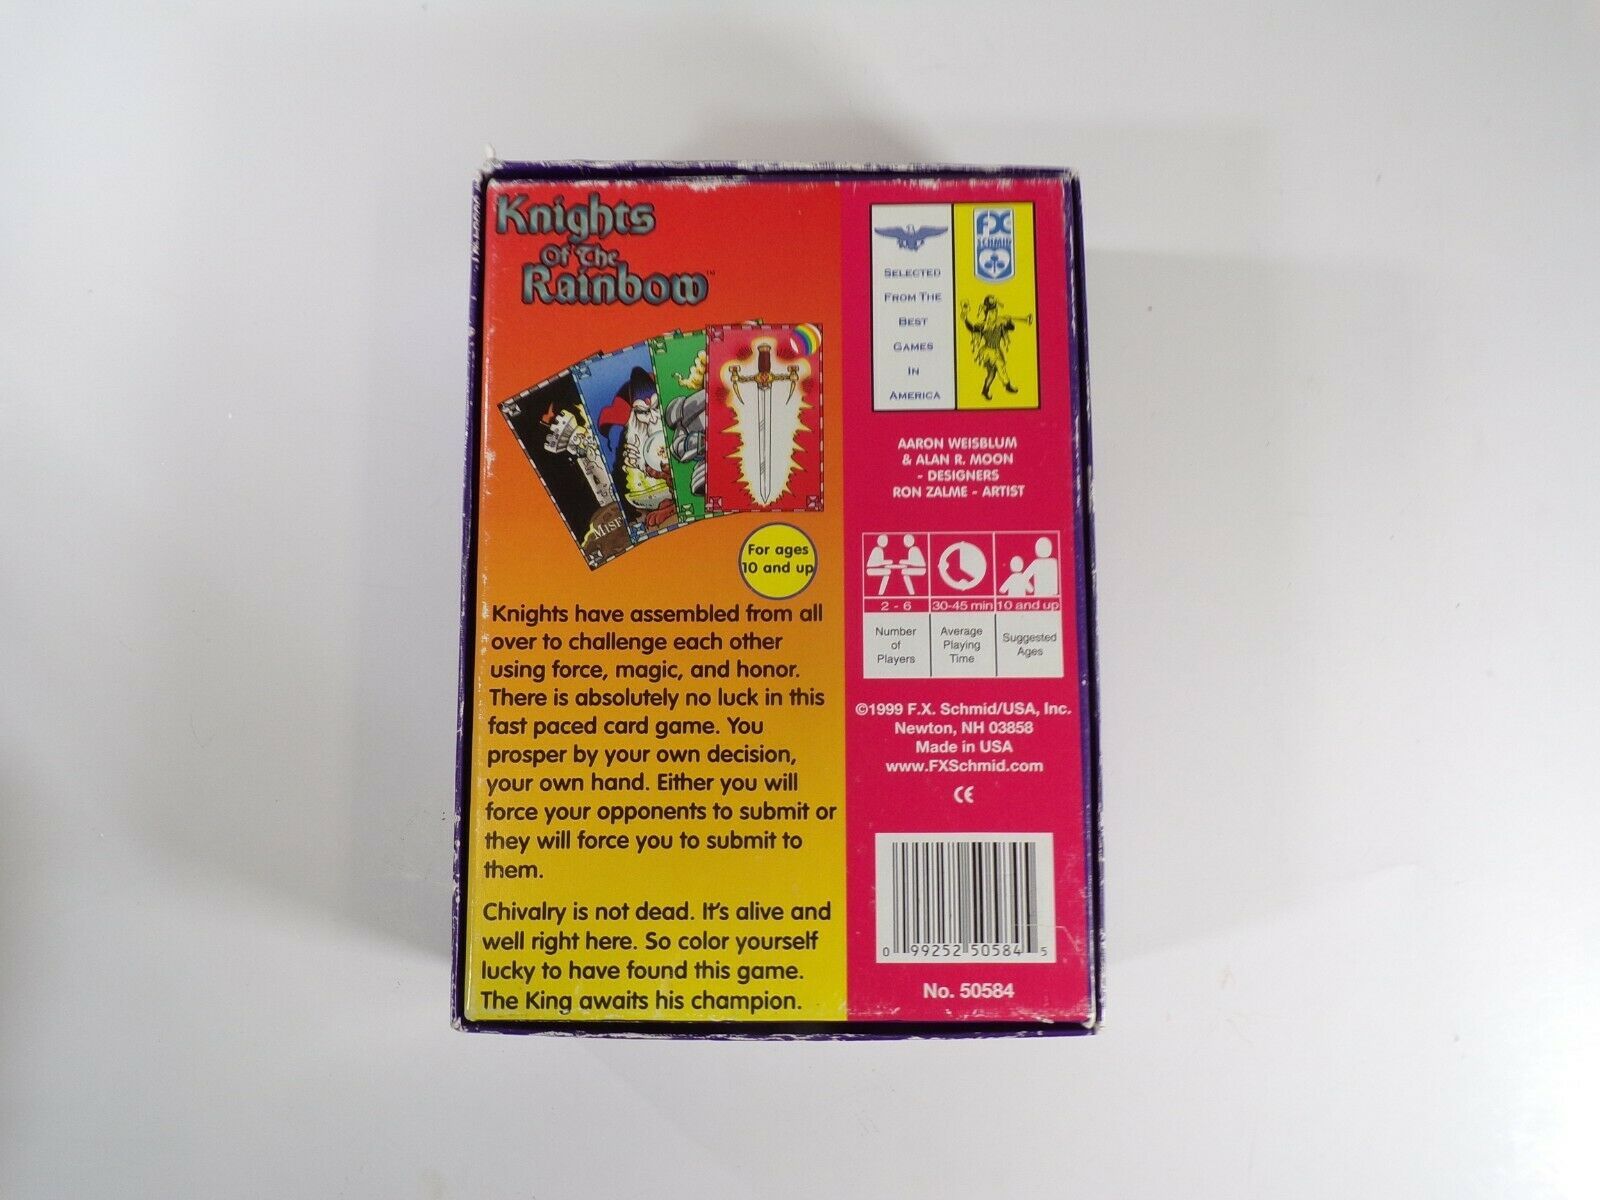 Knights
Of The
Rainbow™
MIST
For ages
10 and up
Knights have assembled from all
over to challenge each other
using force, magic, and honor.
There is absolutely no luck in this
fast paced card game. You
prosper by your own decision,
your own hand. Either you will
force your opponents to submit or
they will force you to submit to
them.
Chivalry is not dead. It's alive and
well right here. So color yourself
lucky to have found this game.
The King awaits his champion.
SELECTED
FROM THE
BEST
GAMES
IN
AMERICA
FX
SCHMID
AARON WEISBLUM
& ALAN R. MOON
- DESIGNERS
RON ZALME - ARTIST
2 - 6
30-45 min
10 and up
Number
of
Players
Average
Playing
Time
Suggested
Ages
©1999 F.X. Schmid/USA, Inc.
Newton, NH 03858
Made in USA
www.FXSchmid.com
CE
0 99252 50584 5
No. 50584